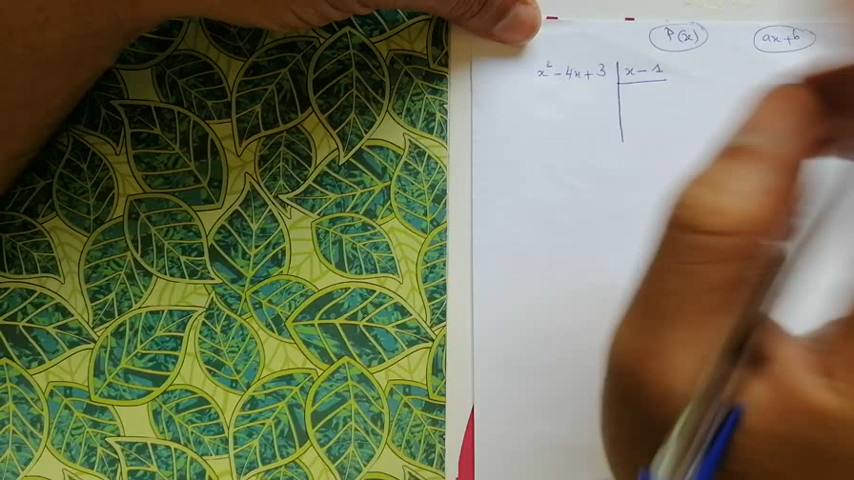 P(x) ax+b
x² - 4x + 3 | x - 1